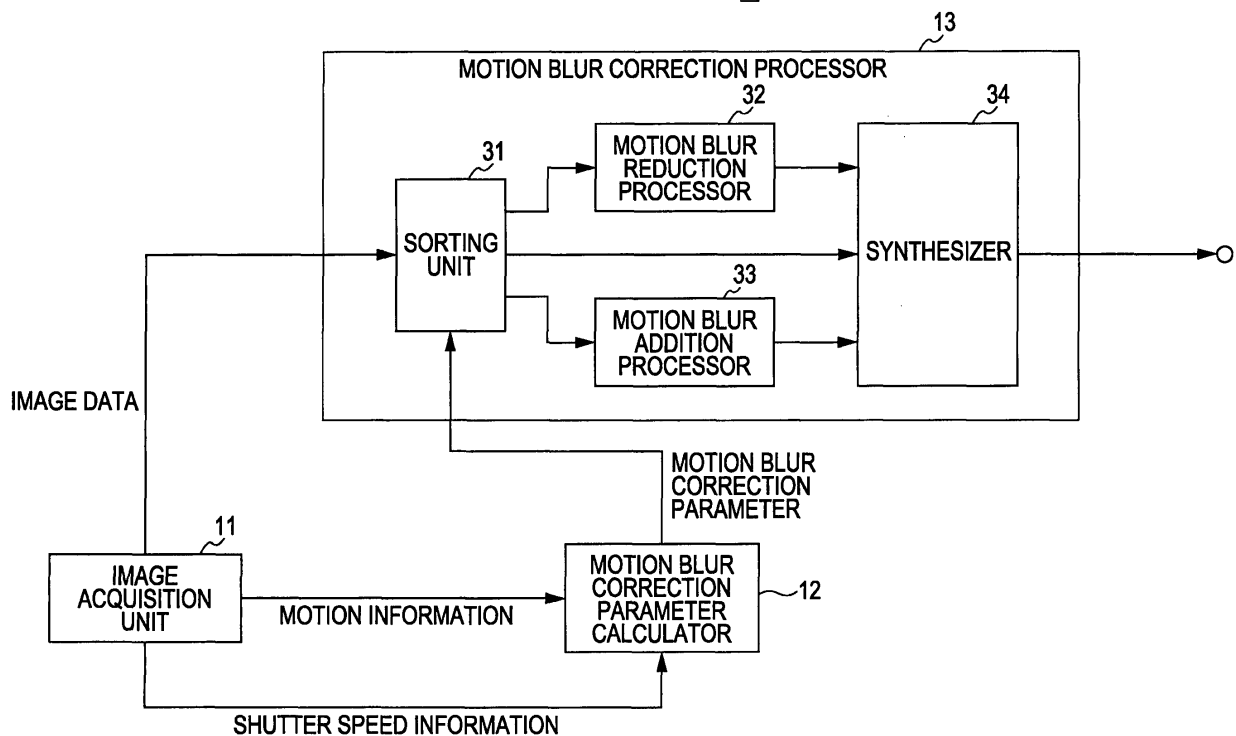 13
MOTION BLUR CORRECTION PROCESSOR
32
MOTION BLUR
REDUCTION
PROCESSOR
34
SYNTHESIZER
31
SORTING
UNIT
33
MOTION BLUR
ADDITION
PROCESSOR
IMAGE DATA
MOTION BLUR
CORRECTION
PARAMETER
11
IMAGE
ACQUISITION
UNIT
MOTION INFORMATION
MOTION BLUR
CORRECTION
PARAMETER
CALCULATOR
12
SHUTTER SPEED INFORMATION